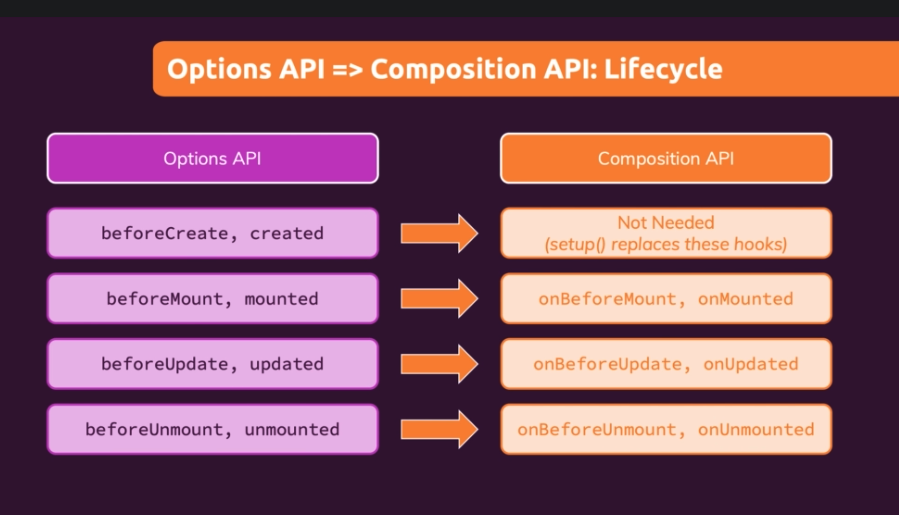 Options API => Composition API: Lifecycle
Options API
Composition API
beforeCreate, created
Not Needed
(setup() replaces these hooks)
beforeMount, mounted
onBeforeMount, onMounted
beforeUpdate, updated
onBeforeUpdate, onUpdated
beforeUnmount, unmounted
onBeforeUnmount, onUnmounted